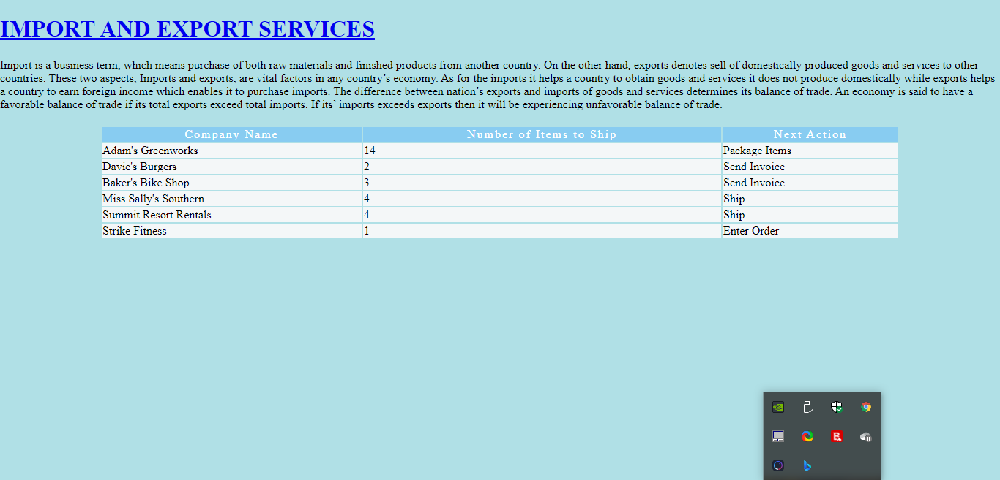 IMPORT AND EXPORT SERVICES
Import is a business term, which means purchase of both raw materials and finished products from another country. On the other hand, exports denotes sell of domestically produced goods and services to other
countries. These two aspects, Imports and exports, are vital factors in any country’s economy. As for the imports it helps a country to obtain goods and services it does not produce domestically while exports helps
a country to earn foreign income which enables it to purchase imports. The difference between nation’s exports and imports of goods and services determines its balance of trade. An economy is said to have a
favorable balance of trade if its total exports exceed total imports. If its’ imports exceeds exports then it will be experiencing unfavorable balance of trade.
Company Name Number of Items to Ship Next Action
Adam's Greenworks 14 Package Items
Davie's Burgers 2 Send Invoice
Baker's Bike Shop 3 Send Invoice
Miss Sally's Southern 4 Ship
Summit Resort Rentals 4 Ship
Strike Fitness 1 Enter Order